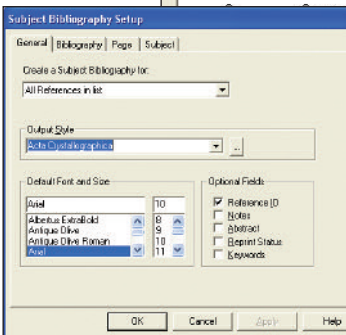 Subject Bibliography Setup
General Bibliography Page Subject
Create a Subject Bibliography for:
All References in list
Output Style
Acta Crystallographica ...
Default Font and Size
Arial 10
Albertus ExtraBold 8
Antique Olive 9
Antique Olive Roman 10
Arial 11
Optional Fields
Reference ID
Notes
Abstract
Reprint Status
Keywords
OK Cancel Apply Help